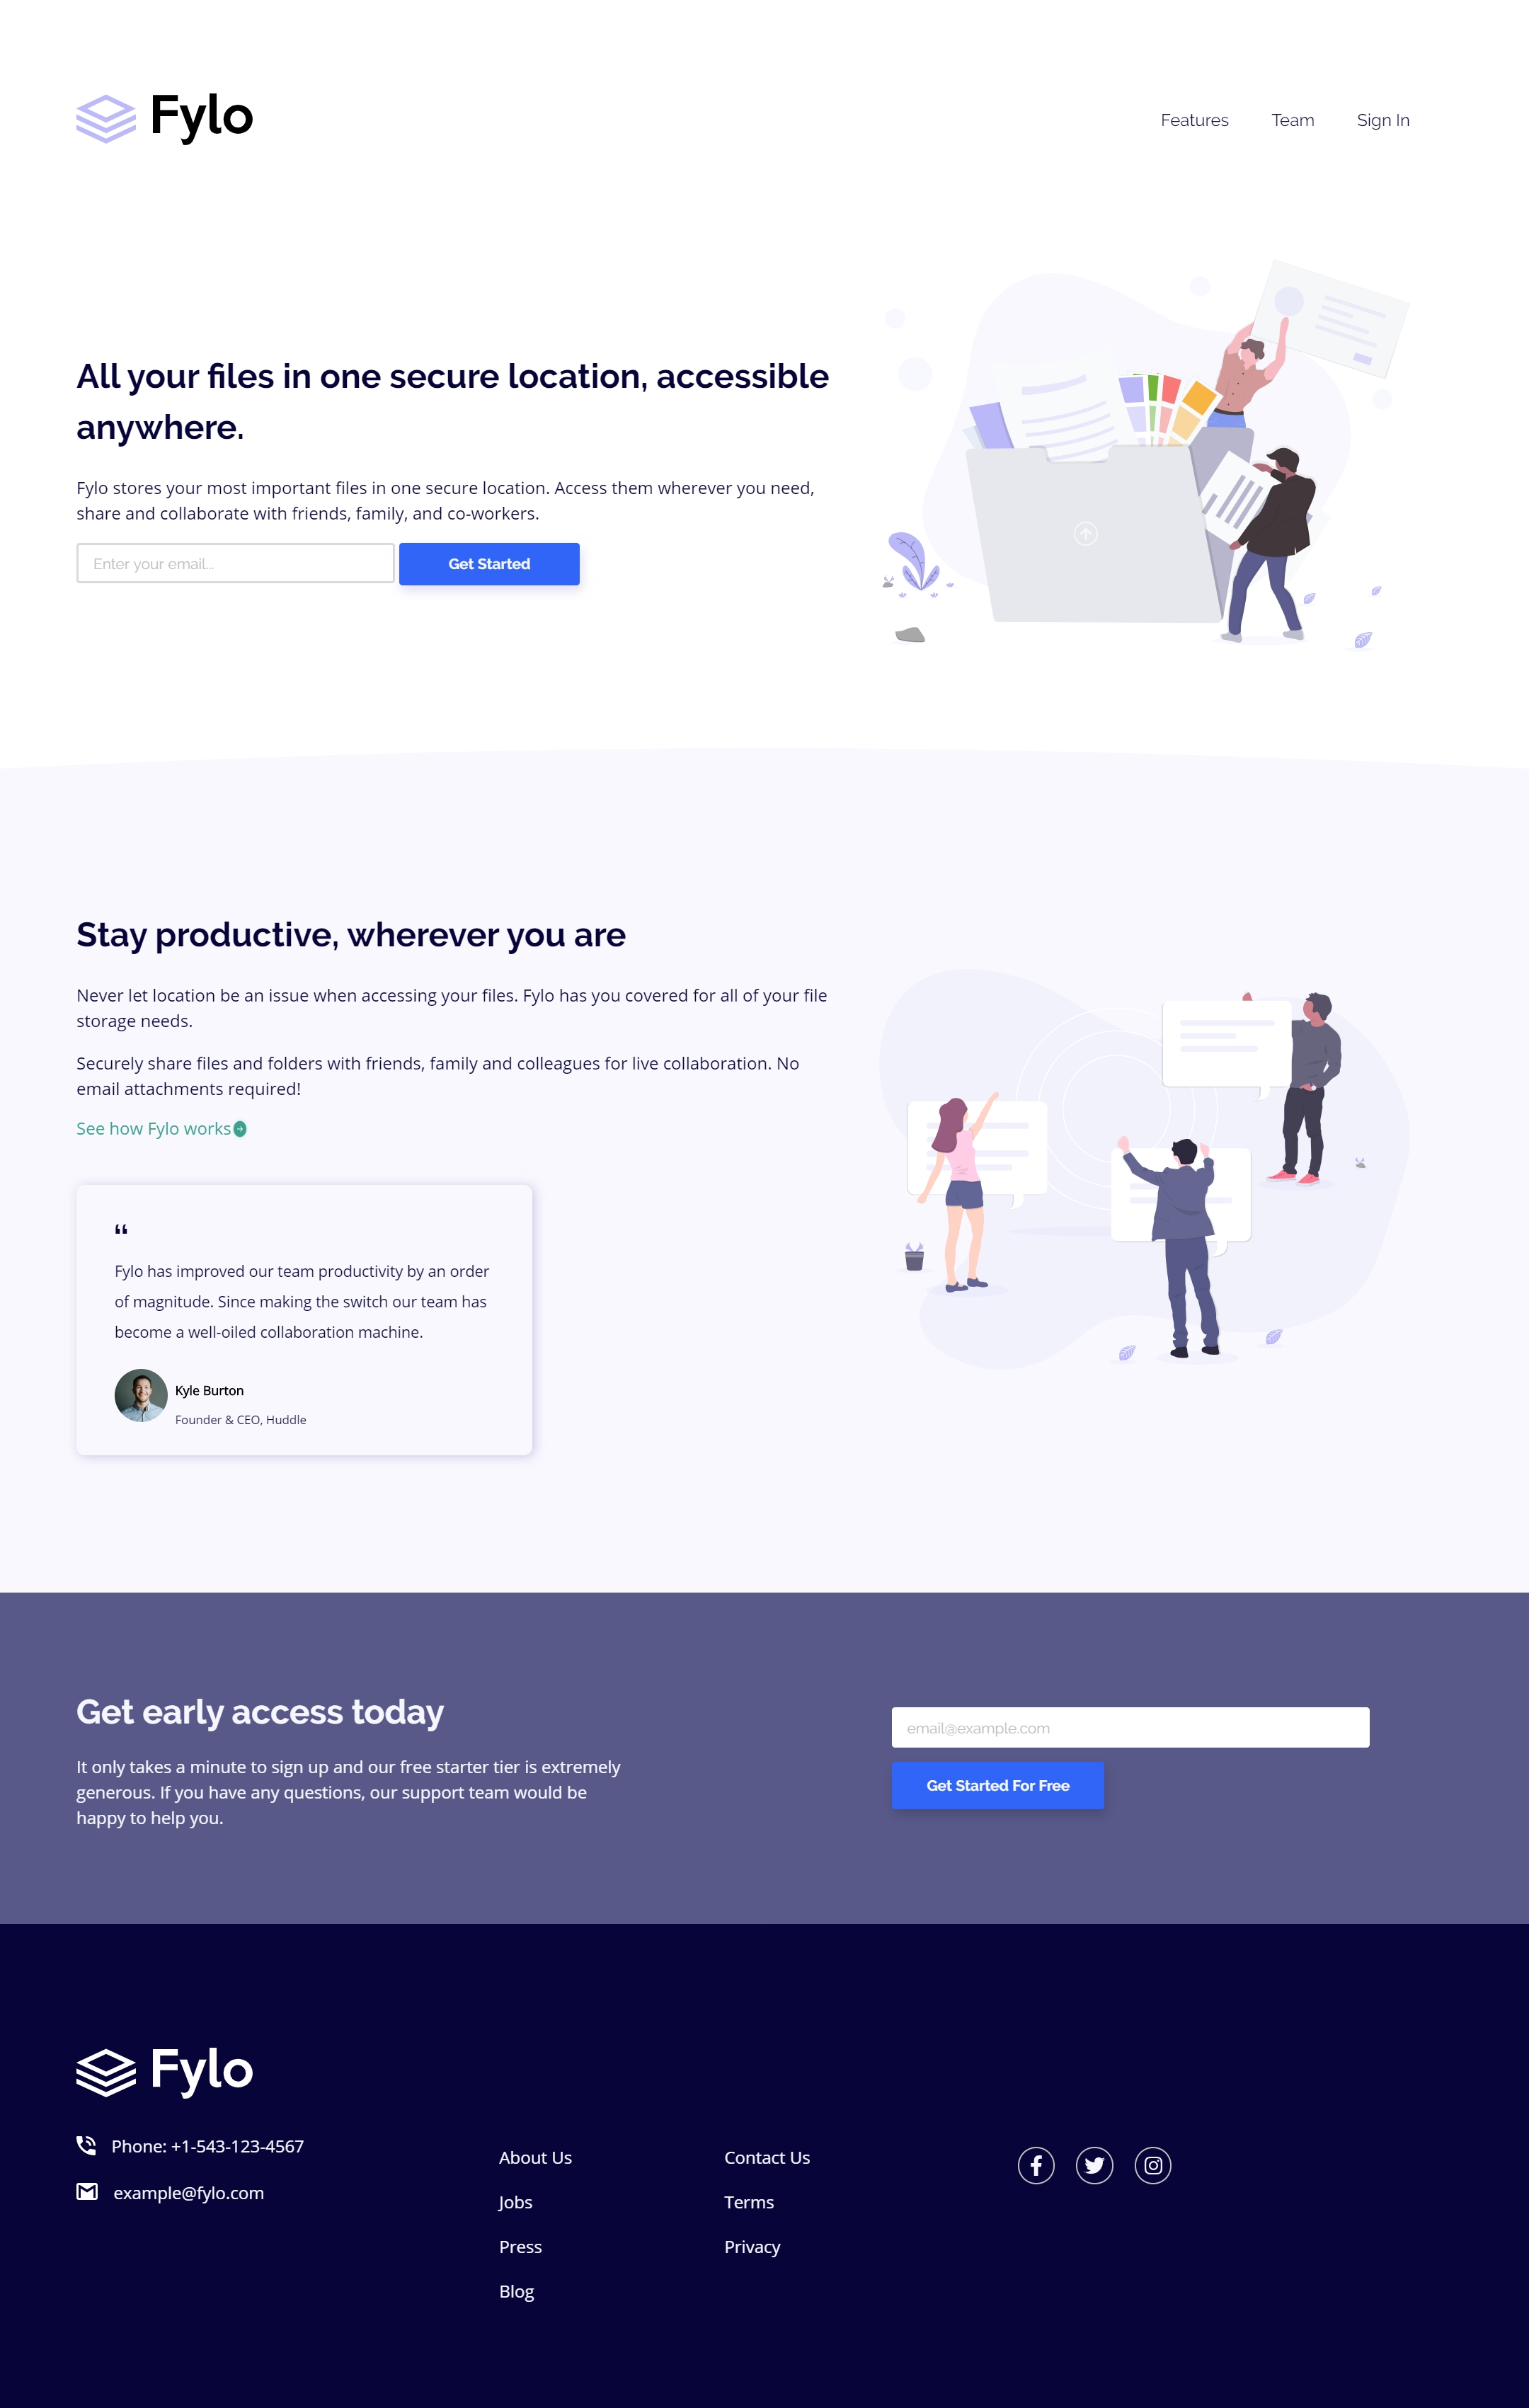 Fylo
Features Team Sign In
All your files in one secure location, accessible
anywhere.
Fylo stores your most important files in one secure location. Access them wherever you need,
share and collaborate with friends, family, and co-workers.
Enter your email...
Get Started
Stay productive, wherever you are
Never let location be an issue when accessing your files. Fylo has you covered for all of your file
storage needs.
Securely share files and folders with friends, family and colleagues for live collaboration. No
email attachments required!
See how Fylo works
“
Fylo has improved our team productivity by an order
of magnitude. Since making the switch our team has
become a well-oiled collaboration machine.
Kyle Burton
Founder & CEO, Huddle
Get early access today
It only takes a minute to sign up and our free starter tier is extremely
generous. If you have any questions, our support team would be
happy to help you.
email@example.com
Get Started For Free
Fylo
Phone: +1-543-123-4567
example@fylo.com
About Us
Jobs
Press
Blog
Contact Us
Terms
Privacy